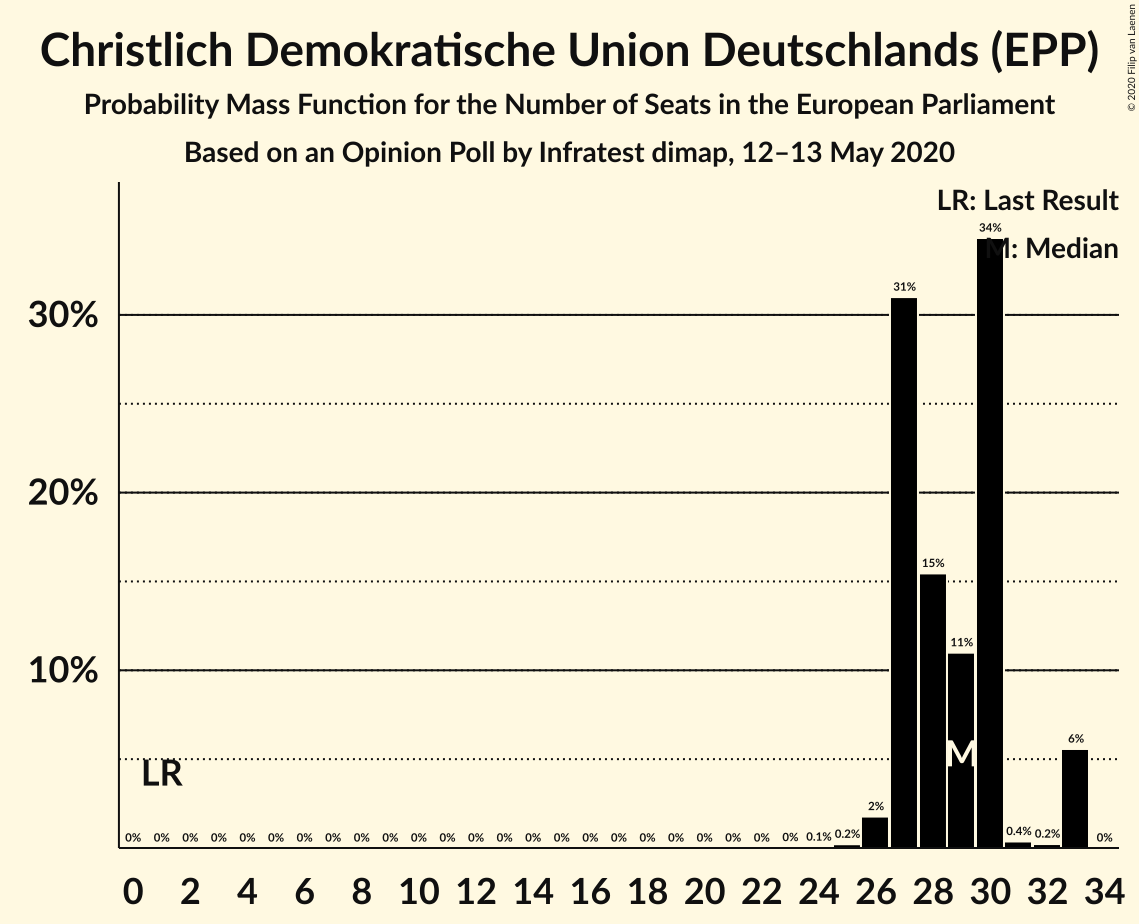 Christlich Demokratische Union Deutschlands (EPP)
Probability Mass Function for the Number of Seats in the European Parliament
Based on an Opinion Poll by Infratest dimap, 12–13 May 2020
© 2020 Filip van Laenen
LR: Last Result
M: Median
34%
31%
30%
20%
15%
11%
10%
6%
M
LR
2%
0% 0% 0% 0% 0% 0% 0% 0% 0% 0% 0% 0% 0% 0% 0% 0% 0% 0% 0% 0% 0% 0% 0% 0% 0.1% 0.2% 0.4% 0.2% 0%
0 2 4 6 8 10 12 14 16 18 20 22 24 26 28 30 32 34